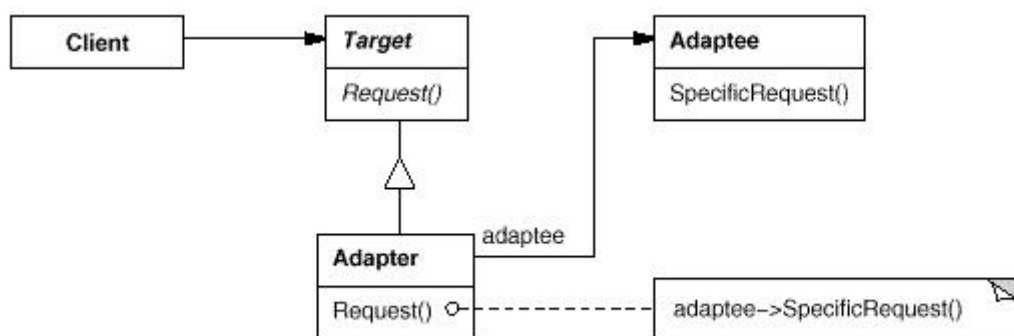 Client
Target
Request()
Adaptee
SpecificRequest()
adaptee
Adapter
Request()
adaptee–>SpecificRequest()